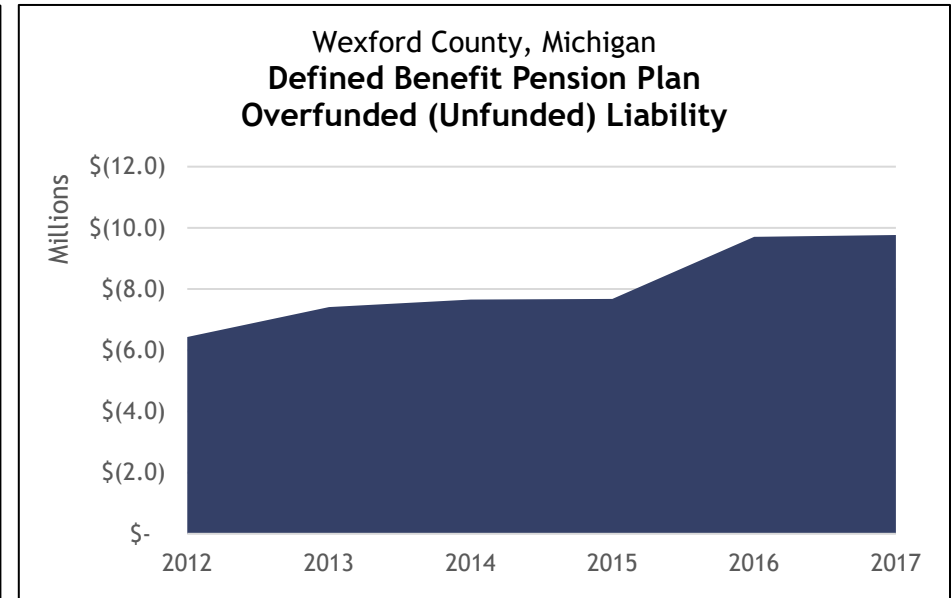 Wexford County, Michigan
Defined Benefit Pension Plan
Overfunded (Unfunded) Liability
Millions
$(12.0)
$(10.0)
$(8.0)
$(6.0)
$(4.0)
$(2.0)
$-
2012 2013 2014 2015 2016 2017